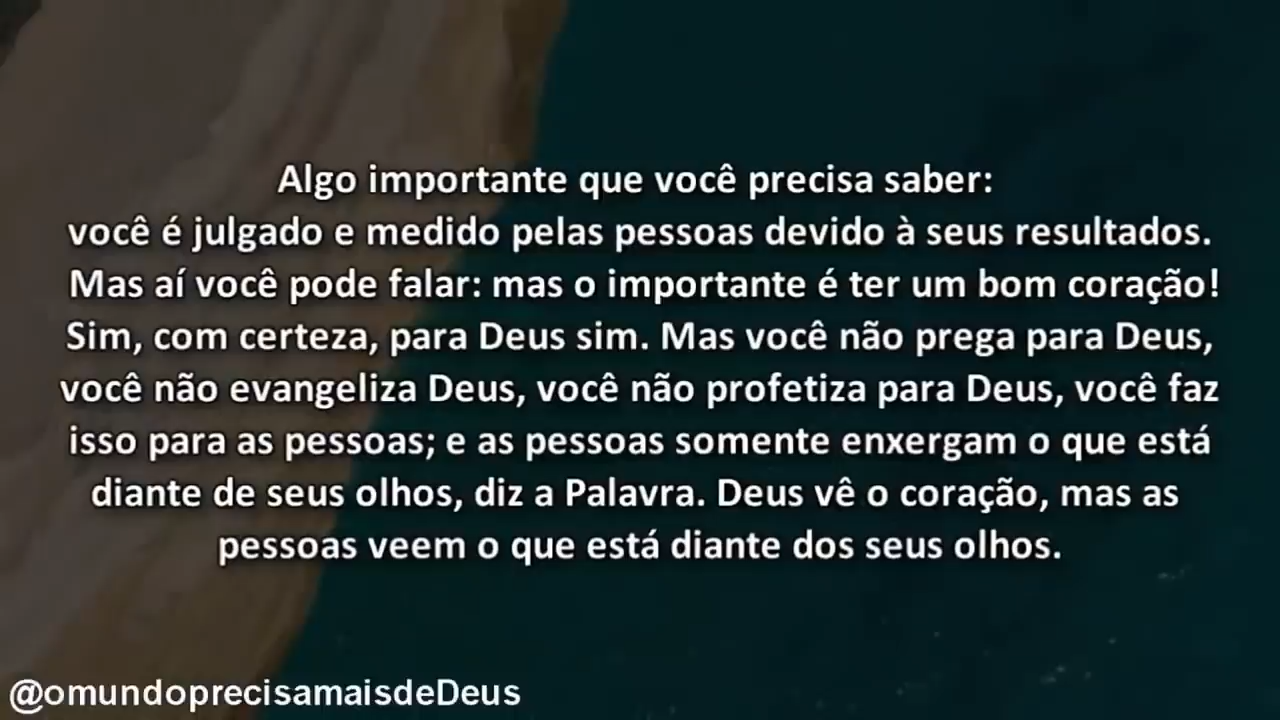 Algo importante que você precisa saber:
você é julgado e medido pelas pessoas devido à seus resultados.
Mas aí você pode falar: mas o importante é ter um bom coração!
Sim, com certeza, para Deus sim. Mas você não prega para Deus,
você não evangeliza Deus, você não profetiza para Deus, você faz
isso para as pessoas; e as pessoas somente enxergam o que está
diante de seus olhos, diz a Palavra. Deus vê o coração, mas as
pessoas veem o que está diante dos seus olhos.
@omundoprecisamaisdeDeus